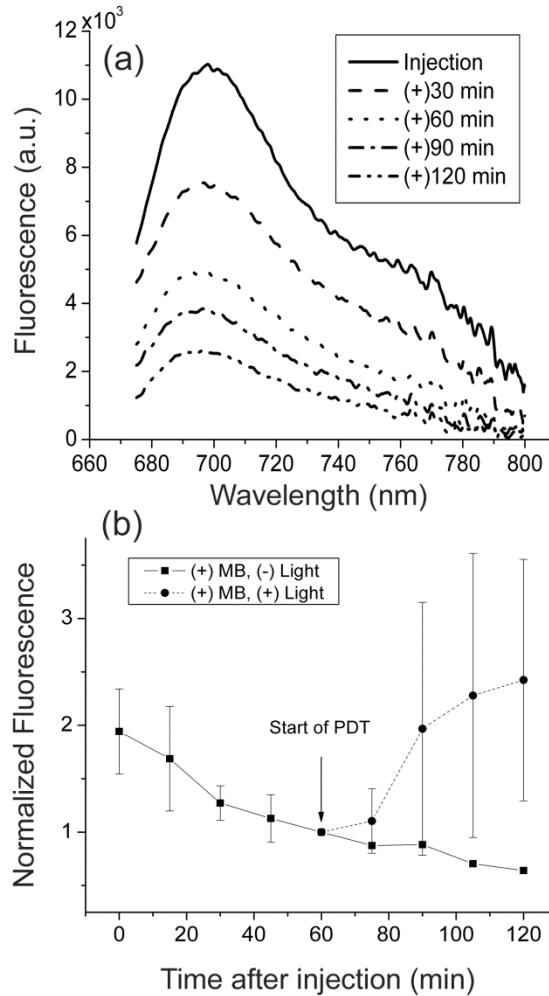 12 ×10³
(a)
Injection
(+)30 min
(+)60 min
(+)90 min
(+)120 min
10
8
6
4
2
0
Fluorescence (a.u.)
660 680 700 720 740 760 780 800
Wavelength (nm)
(b)
(+) MB, (-) Light
(+) MB, (+) Light
3
2
1
Start of PDT
Normalized Fluorescence
0 20 40 60 80 100 120
Time after injection (min)